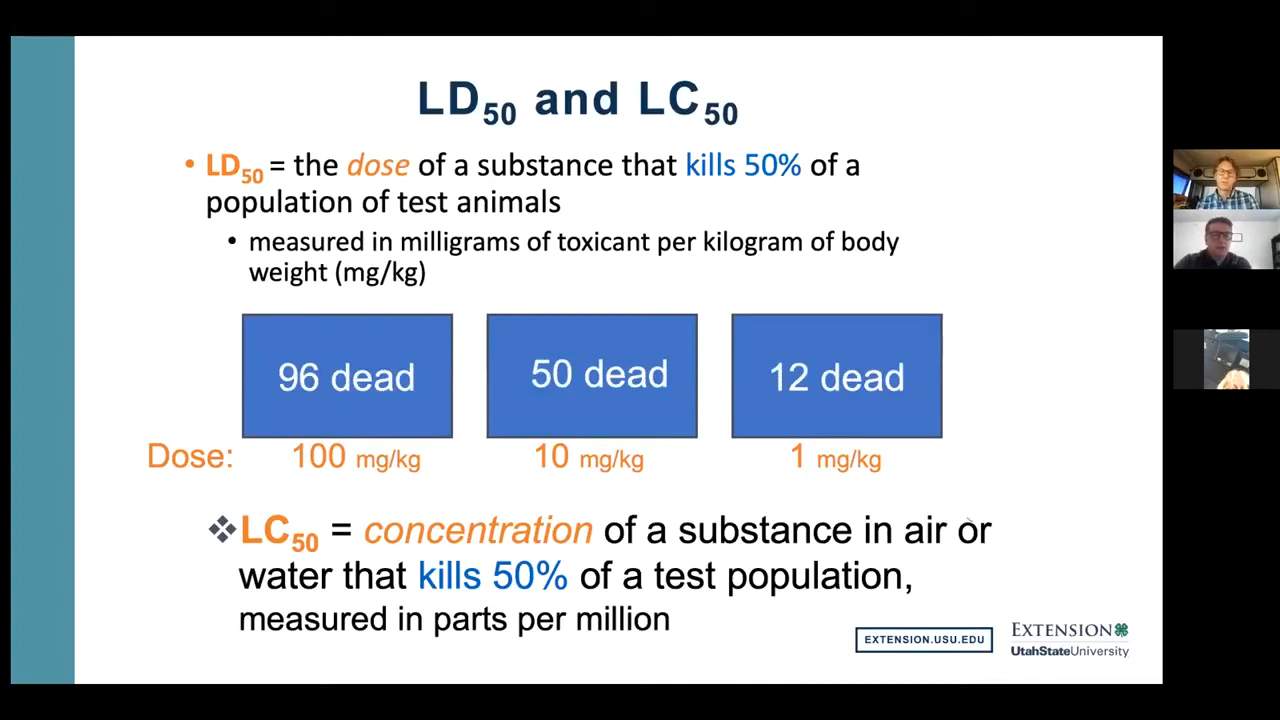 LD50 and LC50
• LD50 = the dose of a substance that kills 50% of a
population of test animals
• measured in milligrams of toxicant per kilogram of body
weight (mg/kg)
96 dead 50 dead 12 dead
Dose: 100 mg/kg 10 mg/kg 1 mg/kg
❖LC50 = concentration of a substance in air or
water that kills 50% of a test population,
measured in parts per million
EXTENSION.USU.EDU
EXTENSION
UtahStateUniversity